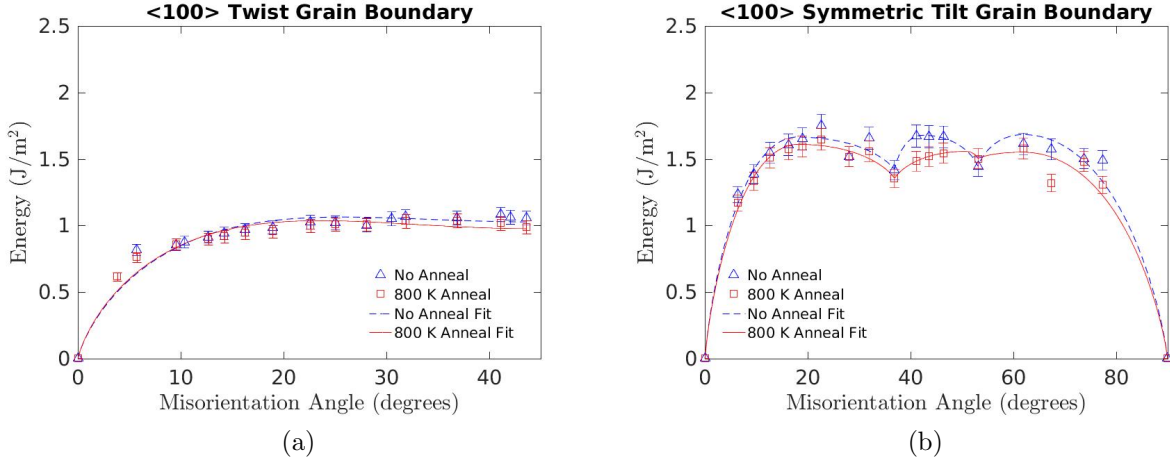 <100> Twist Grain Boundary
2.5
2
1.5
1
0.5
0
Energy (J/m²)
No Anneal
800 K Anneal
No Anneal Fit
800 K Anneal Fit
0 10 20 30 40
Misorientation Angle (degrees)
(a)
<100> Symmetric Tilt Grain Boundary
2.5
2
1.5
1
0.5
0
Energy (J/m²)
No Anneal
800 K Anneal
No Anneal Fit
800 K Anneal Fit
0 20 40 60 80
Misorientation Angle (degrees)
(b)